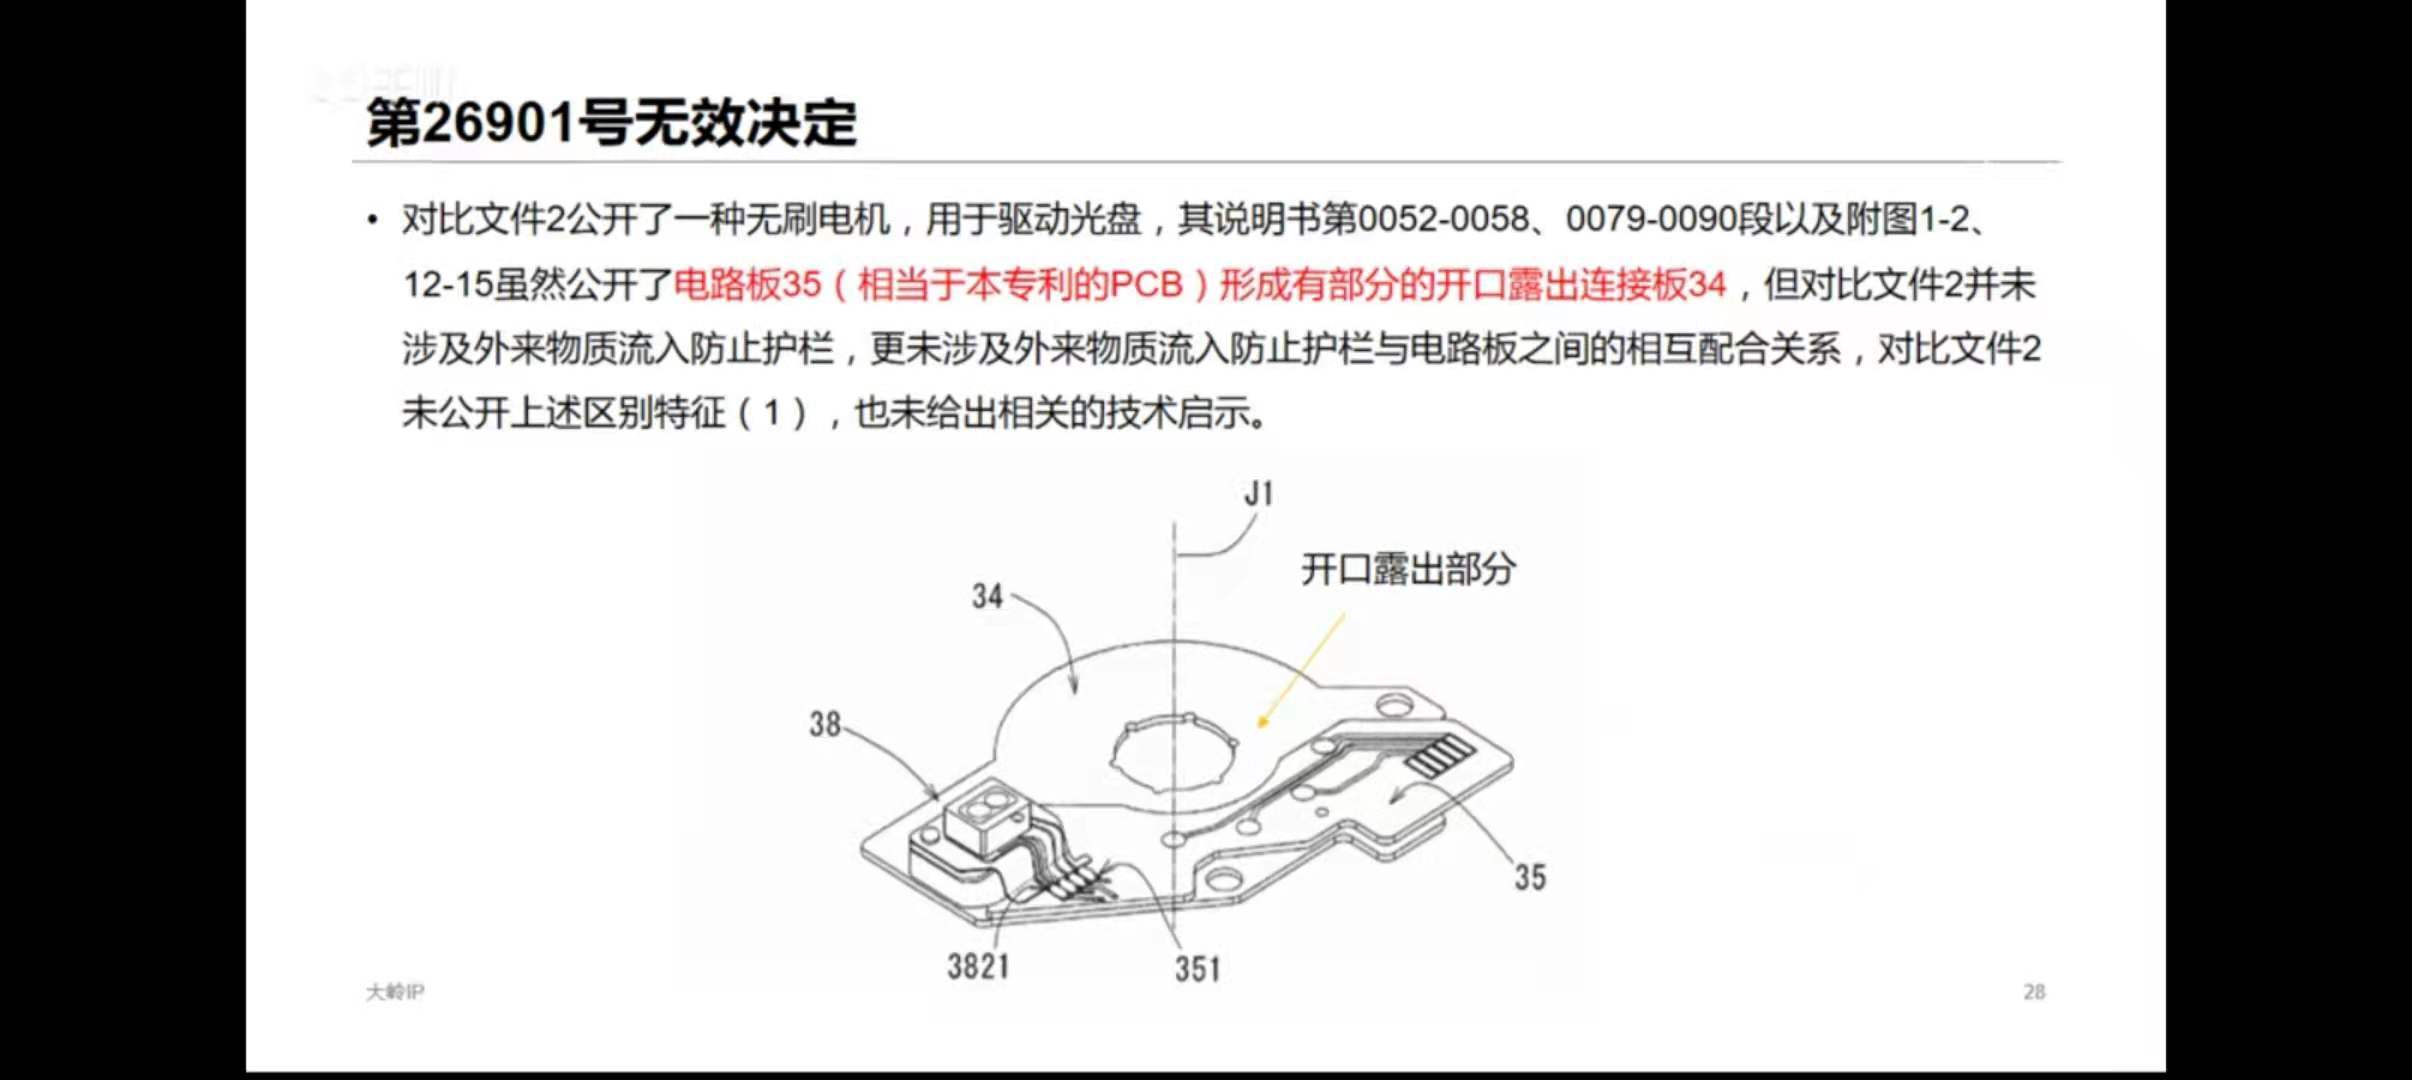 第26901号无效决定
• 对比文件2公开了一种无刷电机，用于驱动光盘，其说明书第0052-0058、0079-0090段以及附图1-2、
12-15虽然公开了电路板35（相当于本专利的PCB）形成有部分的开口露出连接板34，但对比文件2并未
涉及外来物质流入防止护栏，更未涉及外来物质流入防止护栏与电路板之间的相互配合关系，对比文件2
未公开上述区别特征（1），也未给出相关的技术启示。
J1
开口露出部分
34
38
35
3821
351
大岭IP
28